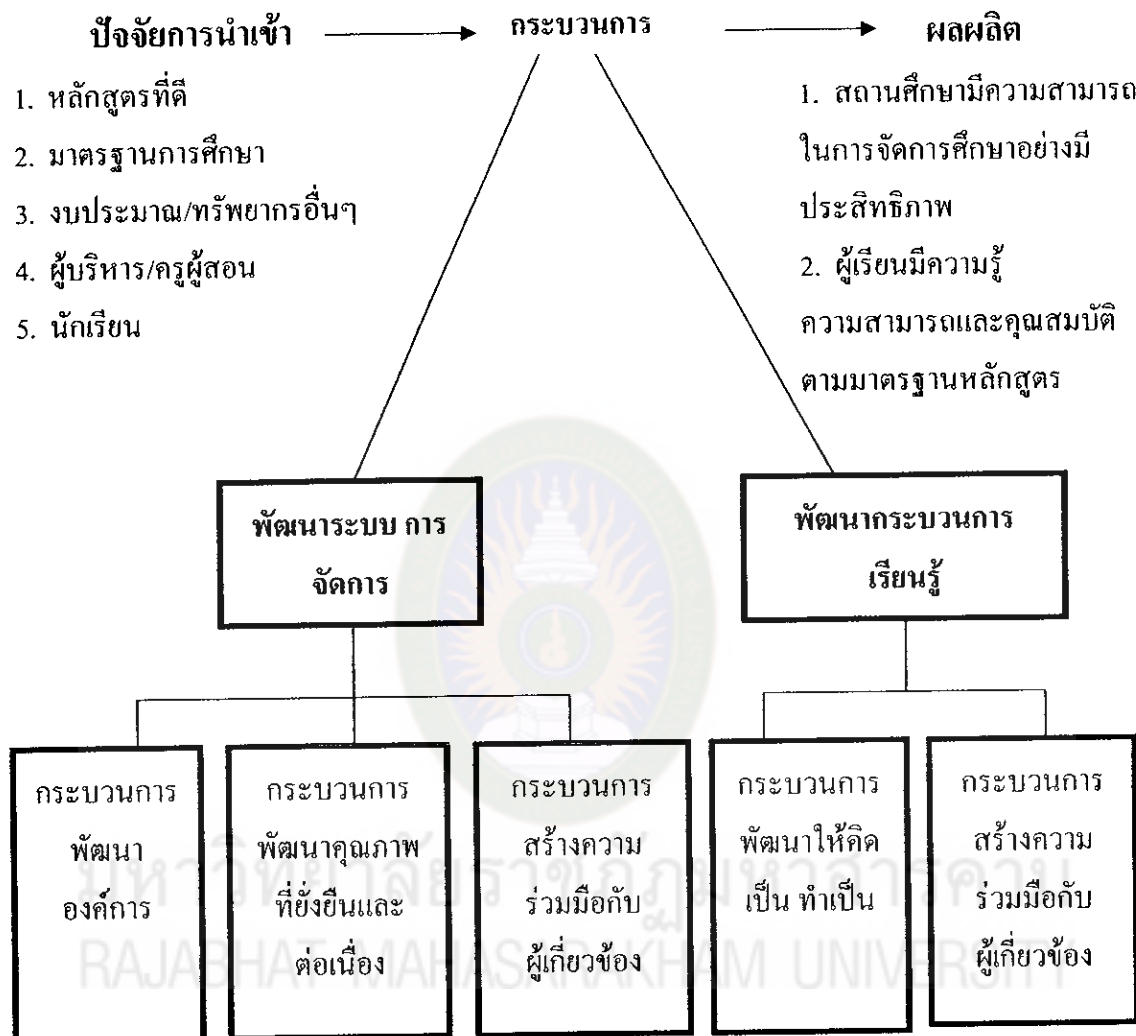 ปัจจัยการนำเข้า
กระบวนการ
ผลผลิต
1. หลักสูตรที่ดี
2. มาตรฐานการศึกษา
3. งบประมาณ/ทรัพยากรอื่นๆ
4. ผู้บริหาร/ครูผู้สอน
5. นักเรียน
1. สถานศึกษามีความสามารถ
ในการจัดการศึกษาอย่างมี
ประสิทธิภาพ
2. ผู้เรียนมีความรู้
ความสามารถและคุณสมบัติ
ตามมาตรฐานหลักสูตร
พัฒนาระบบ การ
จัดการ
พัฒนากระบวนการ
เรียนรู้
กระบวนการ
พัฒนา
องค์การ
กระบวนการ
พัฒนาคุณภาพ
ที่ยั่งยืนและ
ต่อเนื่อง
กระบวนการ
สร้างความ
ร่วมมือกับ
ผู้เกี่ยวข้อง
กระบวนการ
พัฒนาให้คิด
เป็น ทำเป็น
กระบวนการ
สร้างความ
ร่วมมือกับ
ผู้เกี่ยวข้อง
มหาวิทยาลัยราชภัฏมหาสารคาม
RAJABHAT MAHASARAKHAM UNIVERSITY